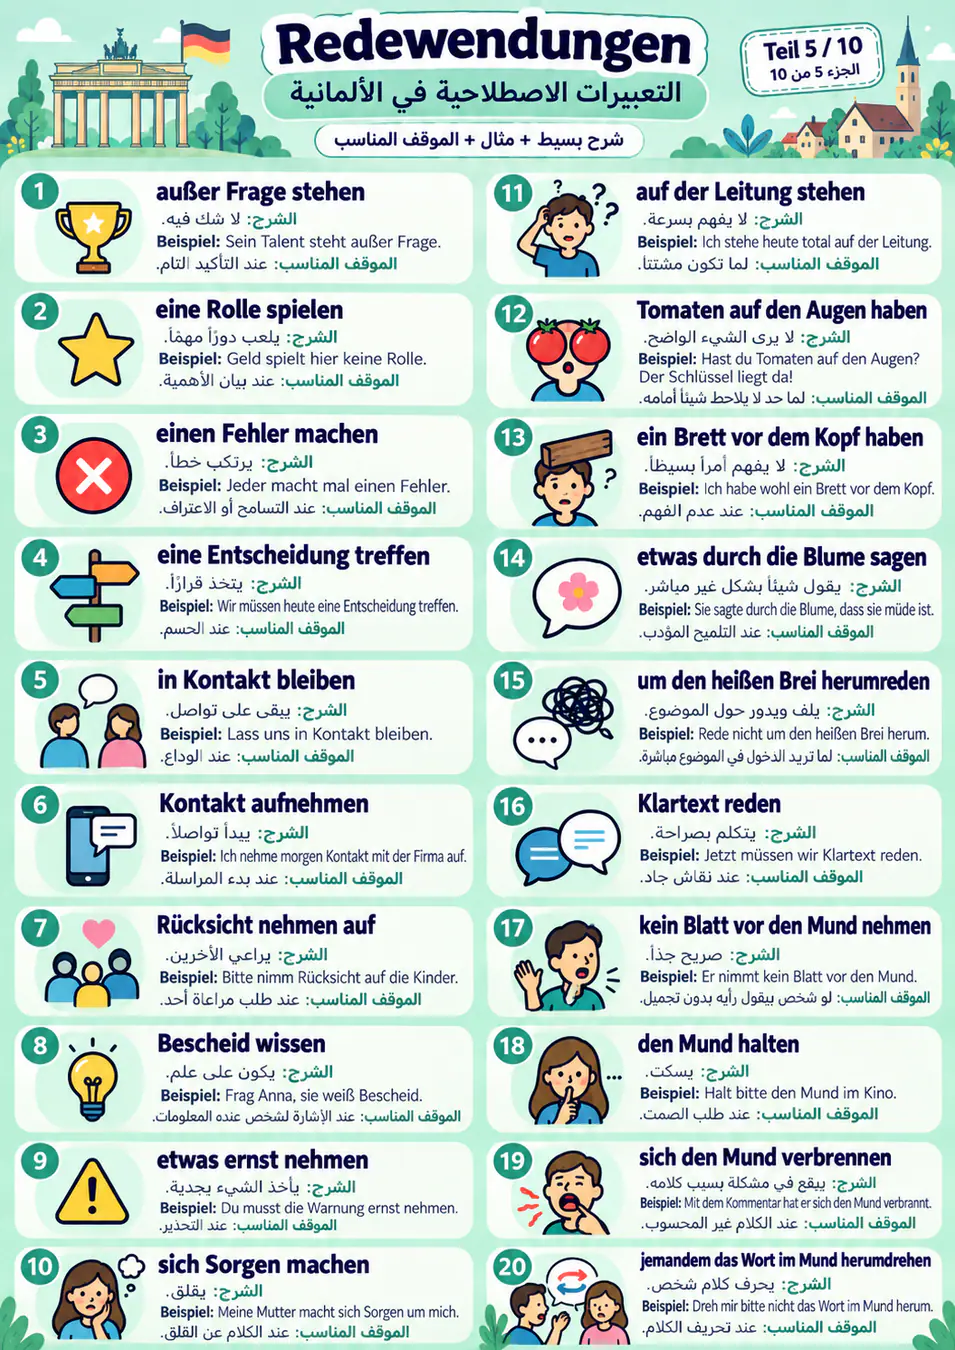 Redewendungen
التعبيرات الاصطلاحية في الألمانية
شرح بسيط + مثال + الموقف المناسب
Teil 5 / 10
الجزء 5 من 10
1
außer Frage stehen
الشرح: لا شك فيه.
Beispiel: Sein Talent steht außer Frage.
الموقف المناسب: عند التأكيد التام.
2
eine Rolle spielen
الشرح: يلعب دورًا مهمًا.
Beispiel: Geld spielt hier keine Rolle.
الموقف المناسب: عند بيان الأهمية.
3
einen Fehler machen
الشرح: يرتكب خطأ.
Beispiel: Jeder macht mal einen Fehler.
الموقف المناسب: عند التسامح أو الاعتراف.
4
eine Entscheidung treffen
الشرح: يتخذ قرارًا.
Beispiel: Wir müssen heute eine Entscheidung treffen.
الموقف المناسب: عند الحسم.
5
in Kontakt bleiben
الشرح: يبقى على تواصل.
Beispiel: Lass uns in Kontakt bleiben.
الموقف المناسب: عند الوداع.
6
Kontakt aufnehmen
الشرح: يبدأ تواصلاً.
Beispiel: Ich nehme morgen Kontakt mit der Firma auf.
الموقف المناسب: عند بدء المراسلة.
7
Rücksicht nehmen auf
الشرح: يراعي الآخرين.
Beispiel: Bitte nimm Rücksicht auf die Kinder.
الموقف المناسب: عند طلب مراعاة أحد.
8
Bescheid wissen
الشرح: يكون على علم.
Beispiel: Frag Anna, sie weiß Bescheid.
الموقف المناسب: عند الإشارة لشخص عنده المعلومات.
9
etwas ernst nehmen
الشرح: يأخذ الشيء بجدية.
Beispiel: Du musst die Warnung ernst nehmen.
الموقف المناسب: عند التحذير.
10
sich Sorgen machen
الشرح: يقلق.
Beispiel: Meine Mutter macht sich Sorgen um mich.
الموقف المناسب: عند الكلام عن القلق.
11
auf der Leitung stehen
الشرح: لا يفهم بسرعة.
Beispiel: Ich stehe heute total auf der Leitung.
الموقف المناسب: لما تكون مشتتاً.
12
Tomaten auf den Augen haben
الشرح: لا يرى الشيء الواضح.
Beispiel: Hast du Tomaten auf den Augen?
Der Schlüssel liegt da!
الموقف المناسب: لما حد لا يلاحظ شيئاً أمامه.
13
ein Brett vor dem Kopf haben
الشرح: لا يفهم أمراً بسيطاً.
Beispiel: Ich habe wohl ein Brett vor dem Kopf.
الموقف المناسب: عند عدم الفهم.
14
etwas durch die Blume sagen
الشرح: يقول شيئاً بشكل غير مباشر.
Beispiel: Sie sagte durch die Blume, dass sie müde ist.
الموقف المناسب: عند التلميح المؤدب.
15
um den heißen Brei herumreden
الشرح: يلف ويدور حول الموضوع.
Beispiel: Rede nicht um den heißen Brei herum.
الموقف المناسب: لما تريد الدخول في الموضوع مباشرة.
16
Klartext reden
الشرح: يتكلم بصراحة.
Beispiel: Jetzt müssen wir Klartext reden.
الموقف المناسب: عند نقاش جاد.
17
kein Blatt vor den Mund nehmen
الشرح: صريح جداً.
Beispiel: Er nimmt kein Blatt vor den Mund.
الموقف المناسب: لو شخص بيقول رأيه بدون تجميل.
18
den Mund halten
الشرح: يسكت.
Beispiel: Halt bitte den Mund im Kino.
الموقف المناسب: عند طلب الصمت.
19
sich den Mund verbrennen
الشرح: يقع في مشكلة بسبب كلامه.
Beispiel: Mit dem Kommentar hat er sich den Mund verbrannt.
الموقف المناسب: عند الكلام غير المحسوب.
20
jemandem das Wort im Mund herumdrehen
الشرح: يحرف كلام شخص.
Beispiel: Dreh mir bitte nicht das Wort im Mund herum.
الموقف المناسب: عند تحريف الكلام.